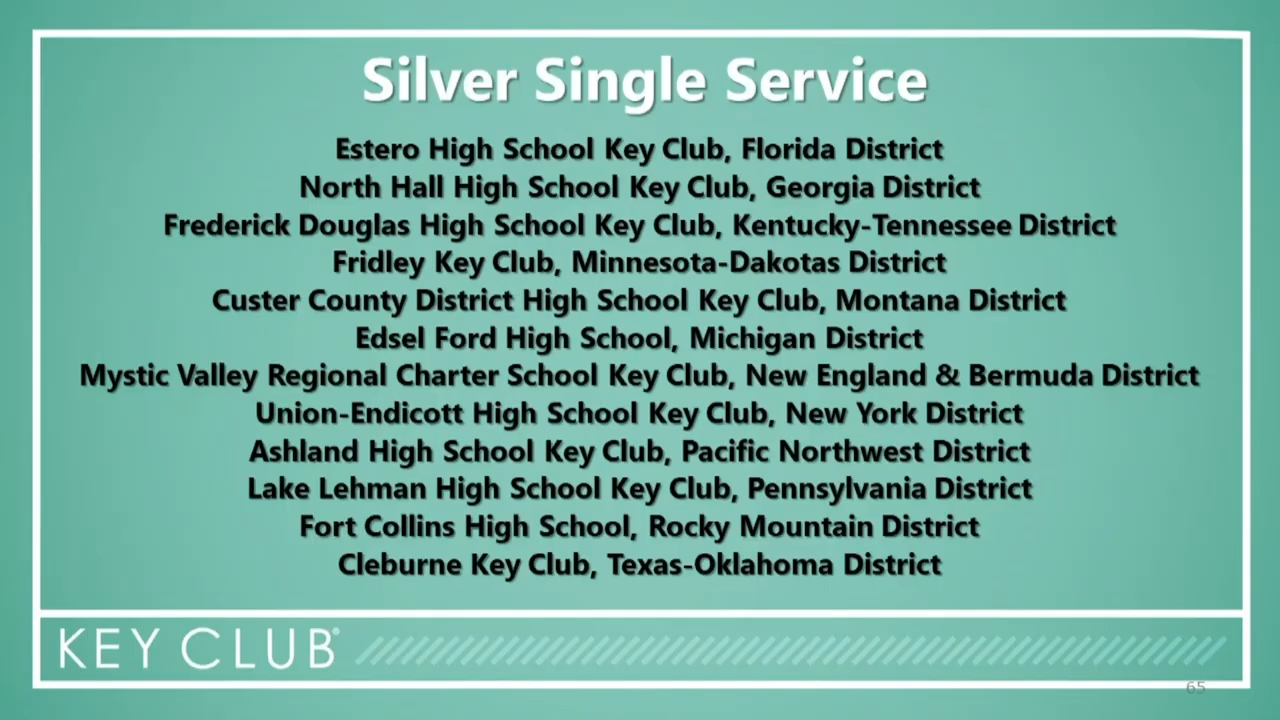 Silver Single Service
Estero High School Key Club, Florida District
North Hall High School Key Club, Georgia District
Frederick Douglas High School Key Club, Kentucky-Tennessee District
Fridley Key Club, Minnesota-Dakotas District
Custer County District High School Key Club, Montana District
Edsel Ford High School, Michigan District
Mystic Valley Regional Charter School Key Club, New England & Bermuda District
Union-Endicott High School Key Club, New York District
Ashland High School Key Club, Pacific Northwest District
Lake Lehman High School Key Club, Pennsylvania District
Fort Collins High School, Rocky Mountain District
Cleburne Key Club, Texas-Oklahoma District
KEY CLUB®
65